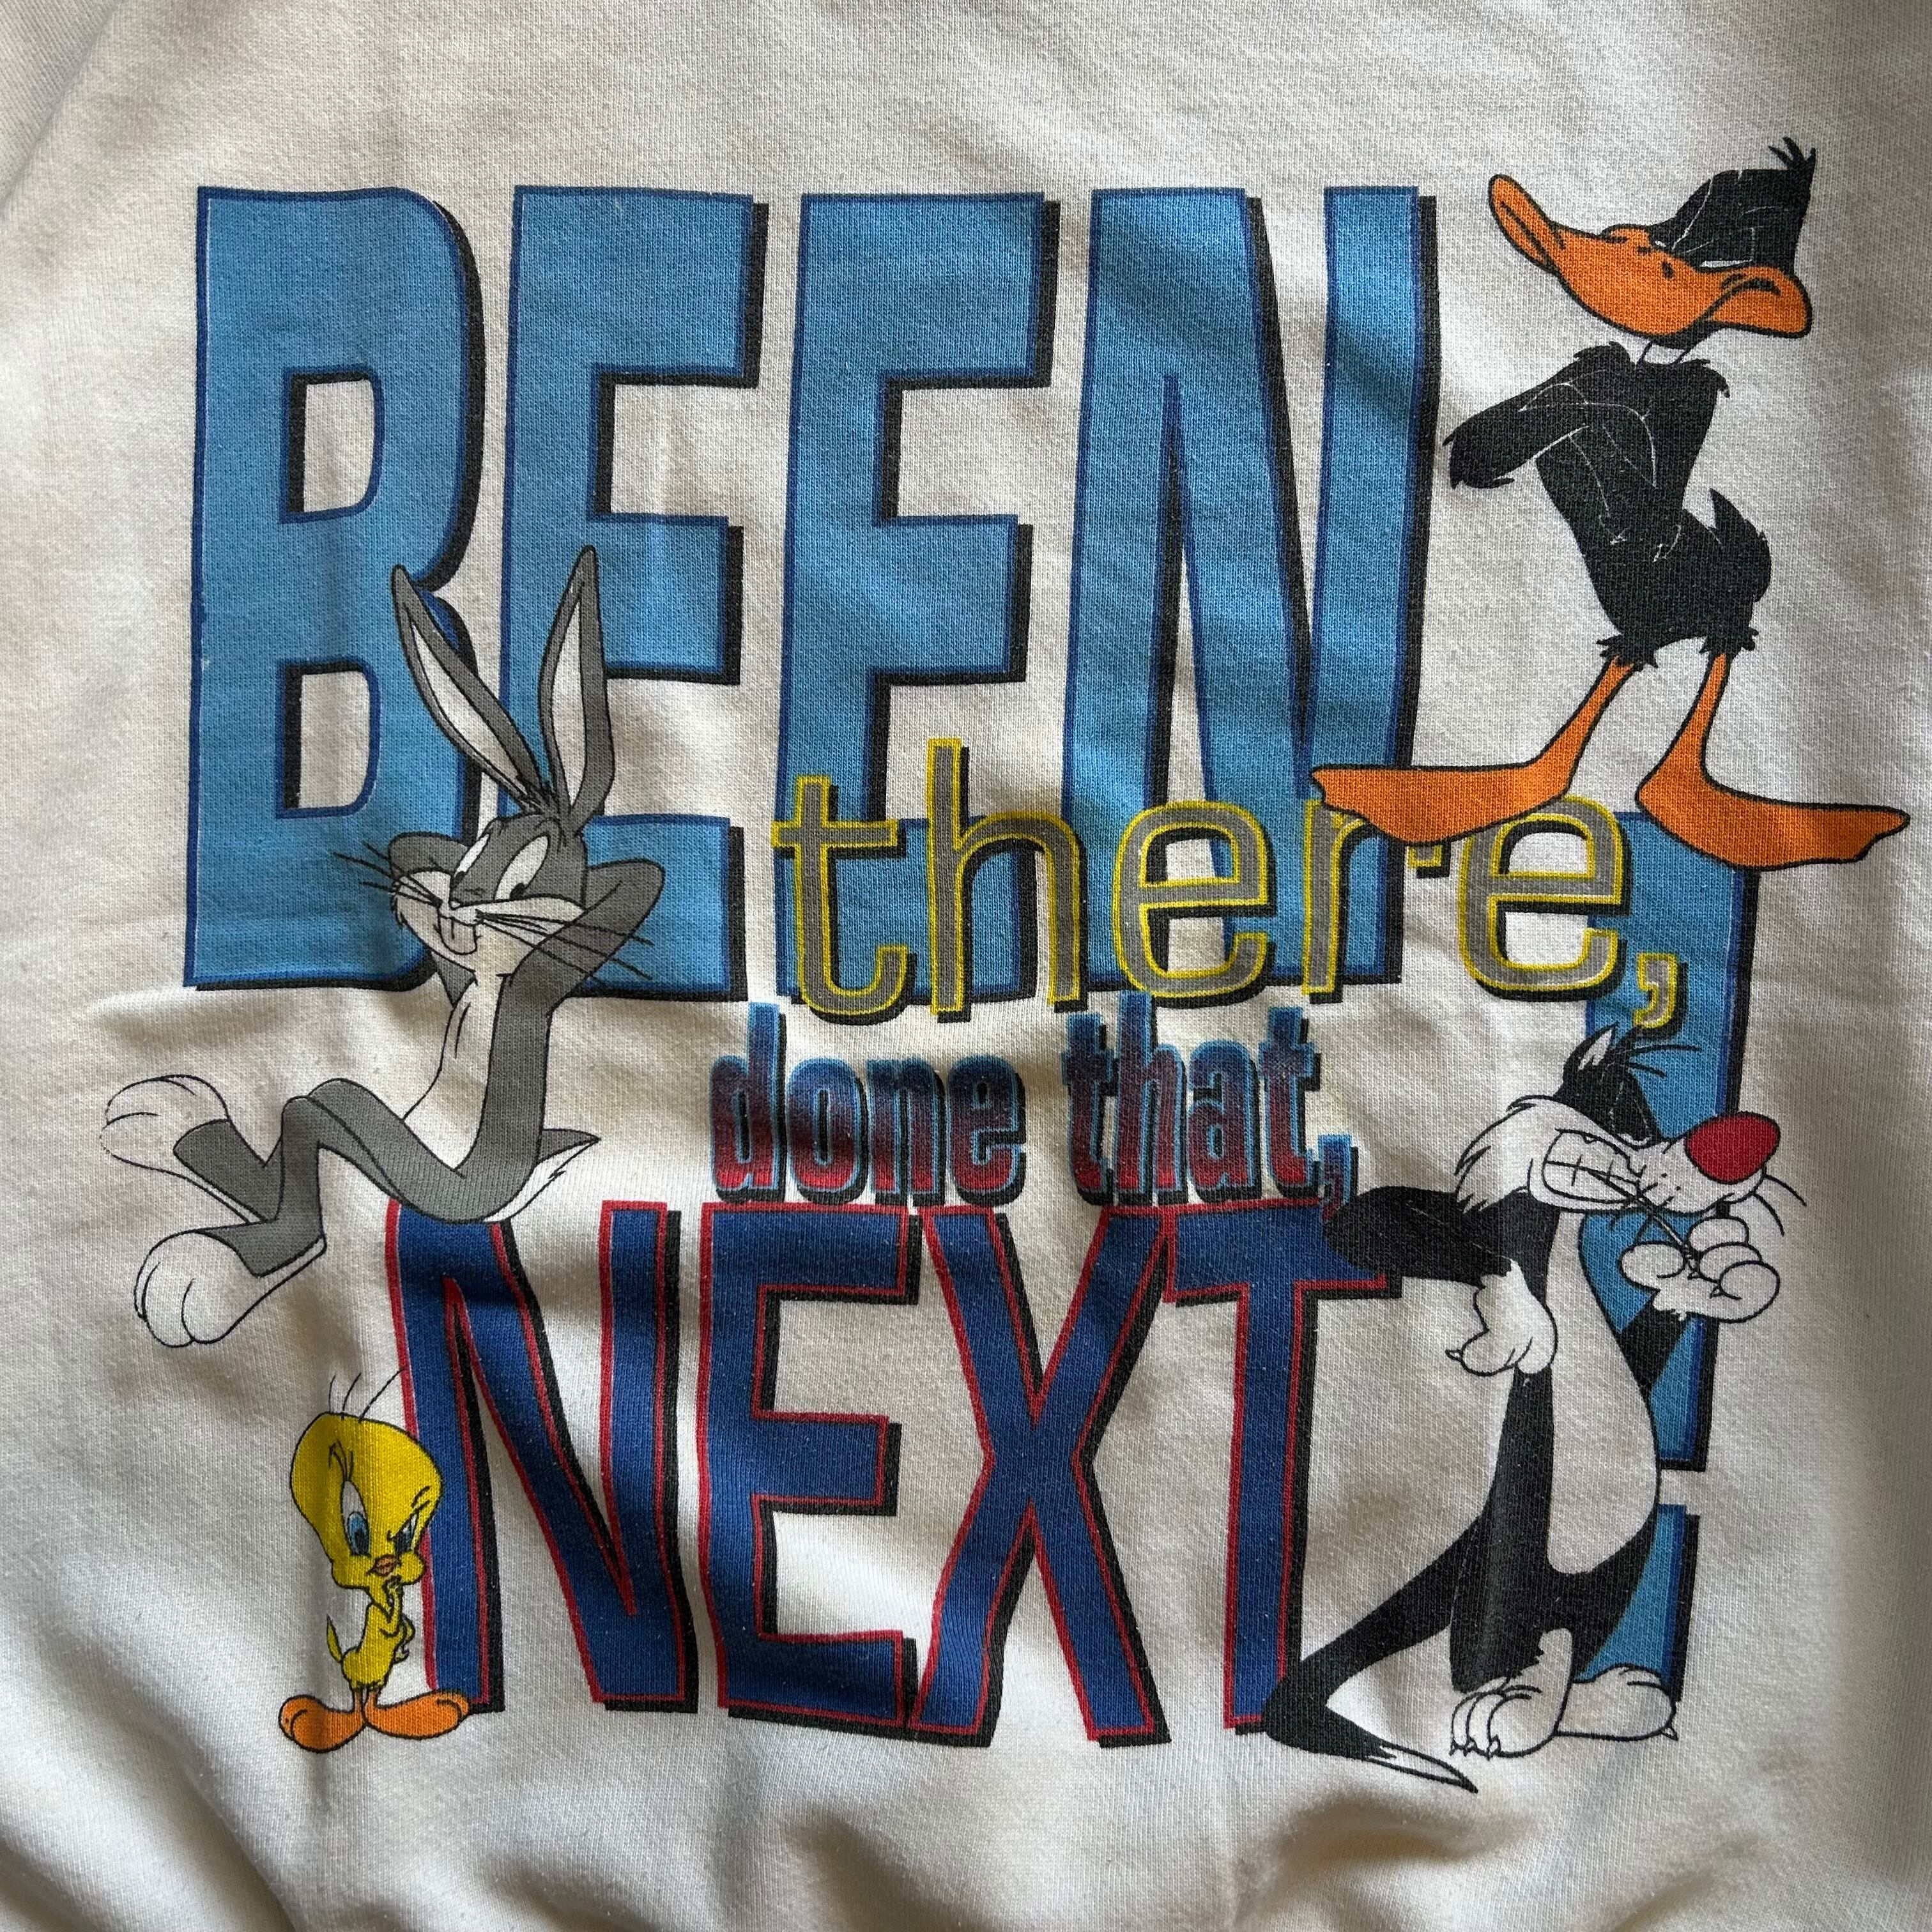 BEEN
there,
done that,
NEXT!